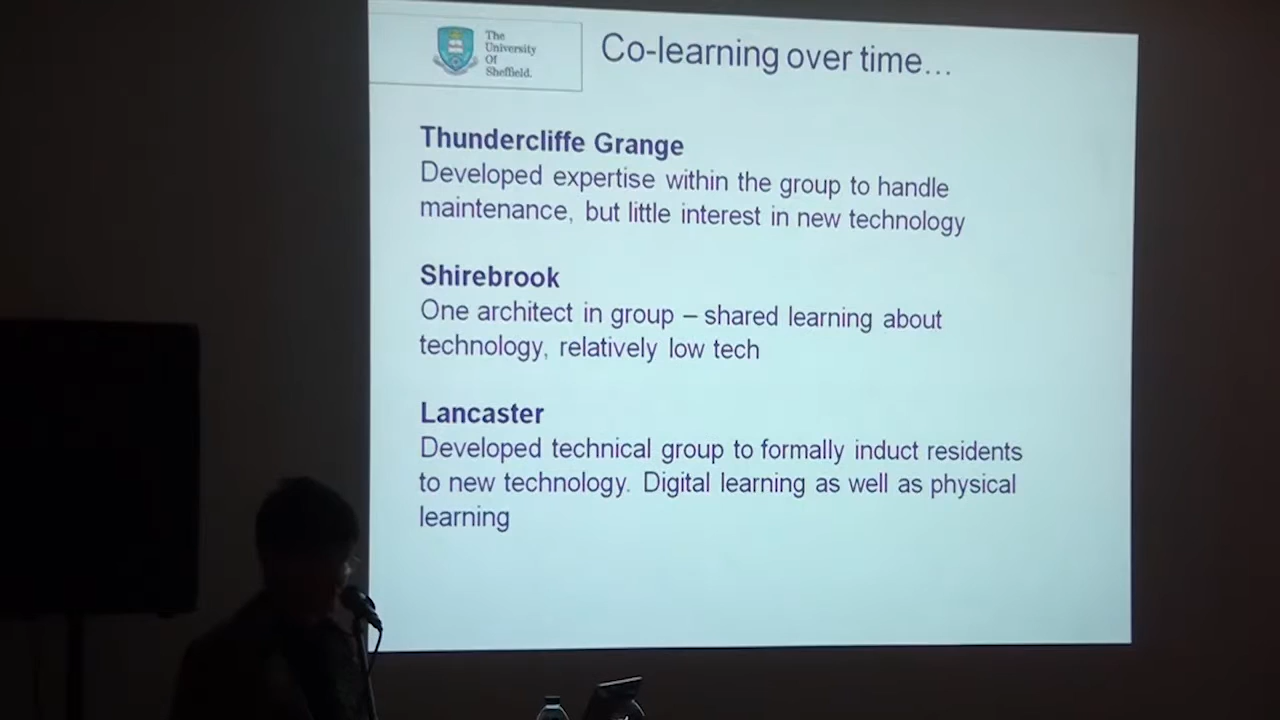 The
University
Of
Sheffield.
Co-learning over time...
Thundercliffe Grange
Developed expertise within the group to handle
maintenance, but little interest in new technology
Shirebrook
One architect in group – shared learning about
technology, relatively low tech
Lancaster
Developed technical group to formally induct residents
to new technology. Digital learning as well as physical
learning